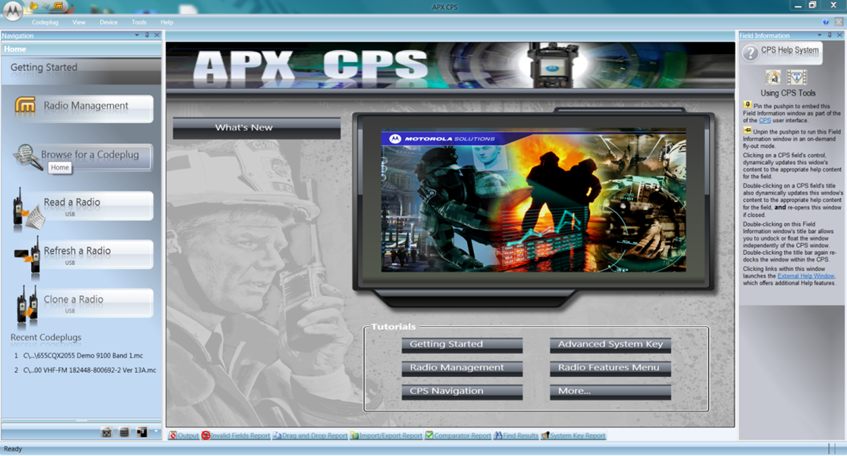 APX CPS
Codeplug View Device Tools Help
Navigation
Home
Getting Started
Radio Management
Browse for a Codeplug
Home
Read a Radio
USB
Refresh a Radio
USB
Clone a Radio
USB
Recent Codeplugs
1 C\...\655CQX2055 Demo 9100 Band 1.mc
2 C\...00 VHF-FM 182448-800692-2 Ver 13A.mc
Ready
APX CPS
What's New
MOTOROLA SOLUTIONS
Tutorials
Getting Started
Advanced System Key
Radio Management
Radio Features Menu
CPS Navigation
More...
Output Invalid Fields Report Drag and Drop Report Import/Export Report Comparator Report Find Results System Key Report
Field Information
CPS Help System
Using CPS Tools
Pin the pushpin to embed this
Field Information window as part of the
of the CPS user interface.
Unpin the pushpin to run this Field
Information window in an on-demand
fly-out mode.
Clicking on a CPS field's control,
dynamically updates this widow's
content to the appropriate help content
for the field.
Double-clicking on a CPS field's title
also dynamically updates this window's
content to the appropriate help content
for the field, and re-opens this window
if closed.
Double-clicking on this Field
Information window's title bar allows
you to undock or float the window
independently of the CPS window.
Double-clicking the title bar again re-
docks the window within the CPS.
Clicking links within this window
launches the External Help Window,
which offers additional Help features.